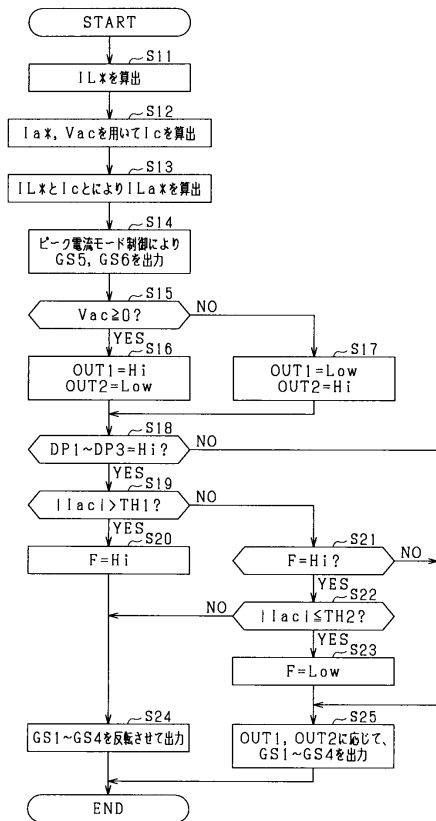 START
S11
IL*を算出
S12
Ia*, Vacを用いてIcを算出
S13
IL*とIcとによりILa*を算出
S14
ピーク電流モード制御により
GS5, GS6を出力
S15
Vac≧0?
NO
YES
S16
OUT1=Hi
OUT2=Low
S17
OUT1=Low
OUT2=Hi
S18
DP1~DP3=Hi?
NO
YES
S19
|Iac|>TH1?
NO
YES
S20
F=Hi
S21
F=Hi?
NO
YES
S22
|Iac|≦TH2?
NO
YES
S23
F=Low
S24
GS1~GS4を反転させて出力
S25
OUT1, OUT2に応じて、
GS1~GS4を出力
END